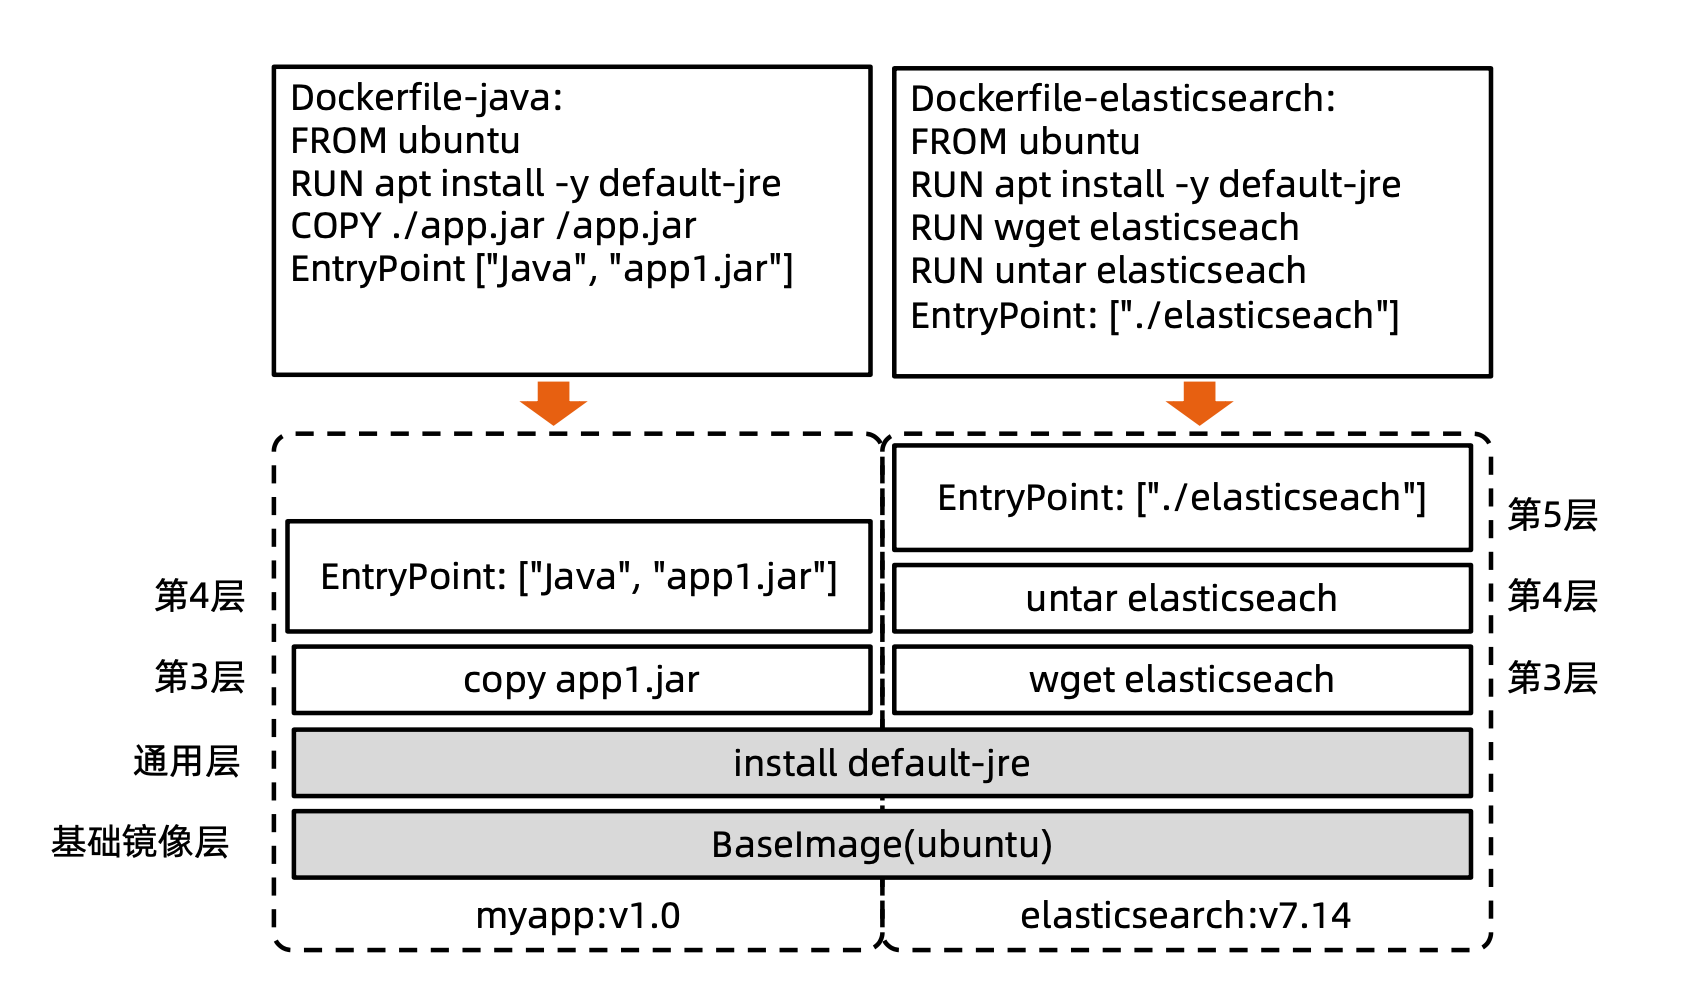 Dockerfile-java:
FROM ubuntu
RUN apt install -y default-jre
COPY ./app.jar /app.jar
EntryPoint ["Java", "app1.jar"]
Dockerfile-elasticsearch:
FROM ubuntu
RUN apt install -y default-jre
RUN wget elasticseach
RUN untar elasticseach
EntryPoint: ["./elasticseach"]
EntryPoint: ["./elasticseach"]
第5层
第4层
EntryPoint: ["Java", "app1.jar"]
untar elasticseach
第4层
第3层
copy app1.jar
wget elasticseach
第3层
通用层
install default-jre
基础镜像层
BaseImage(ubuntu)
myapp:v1.0
elasticsearch:v7.14